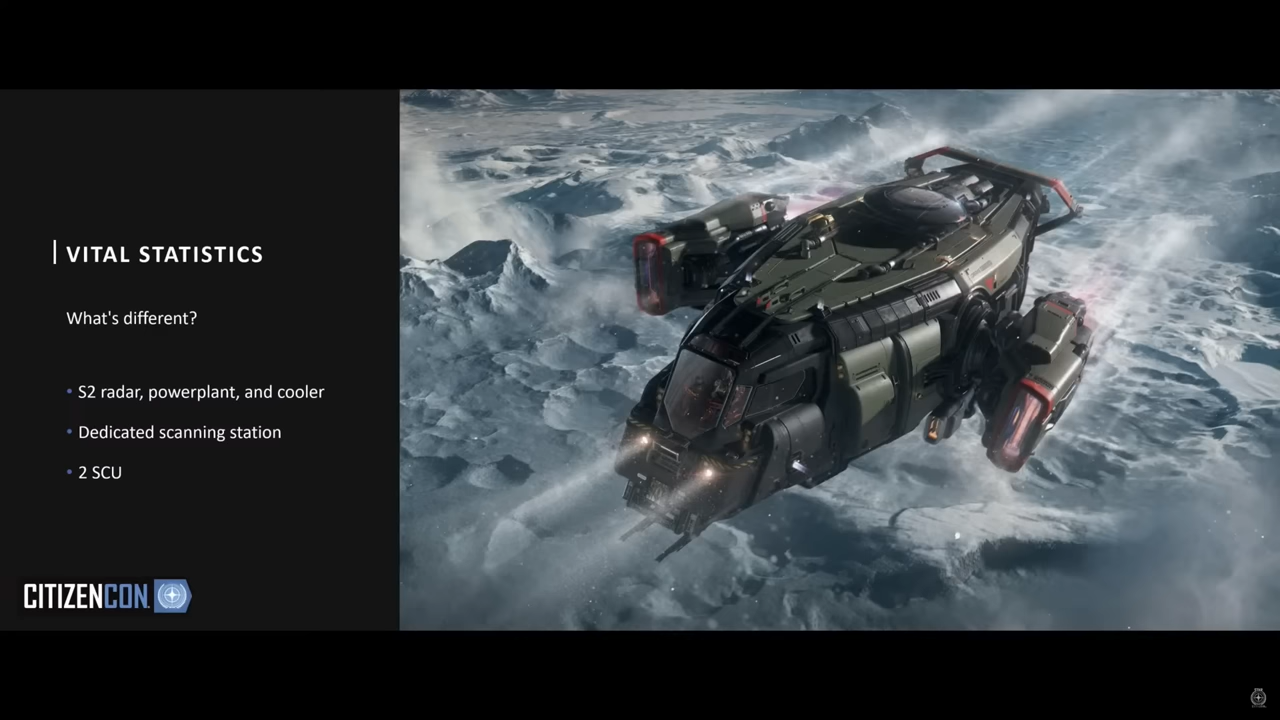 VITAL STATISTICS
What's different?
• S2 radar, powerplant, and cooler
• Dedicated scanning station
• 2 SCU
CITIZENCON